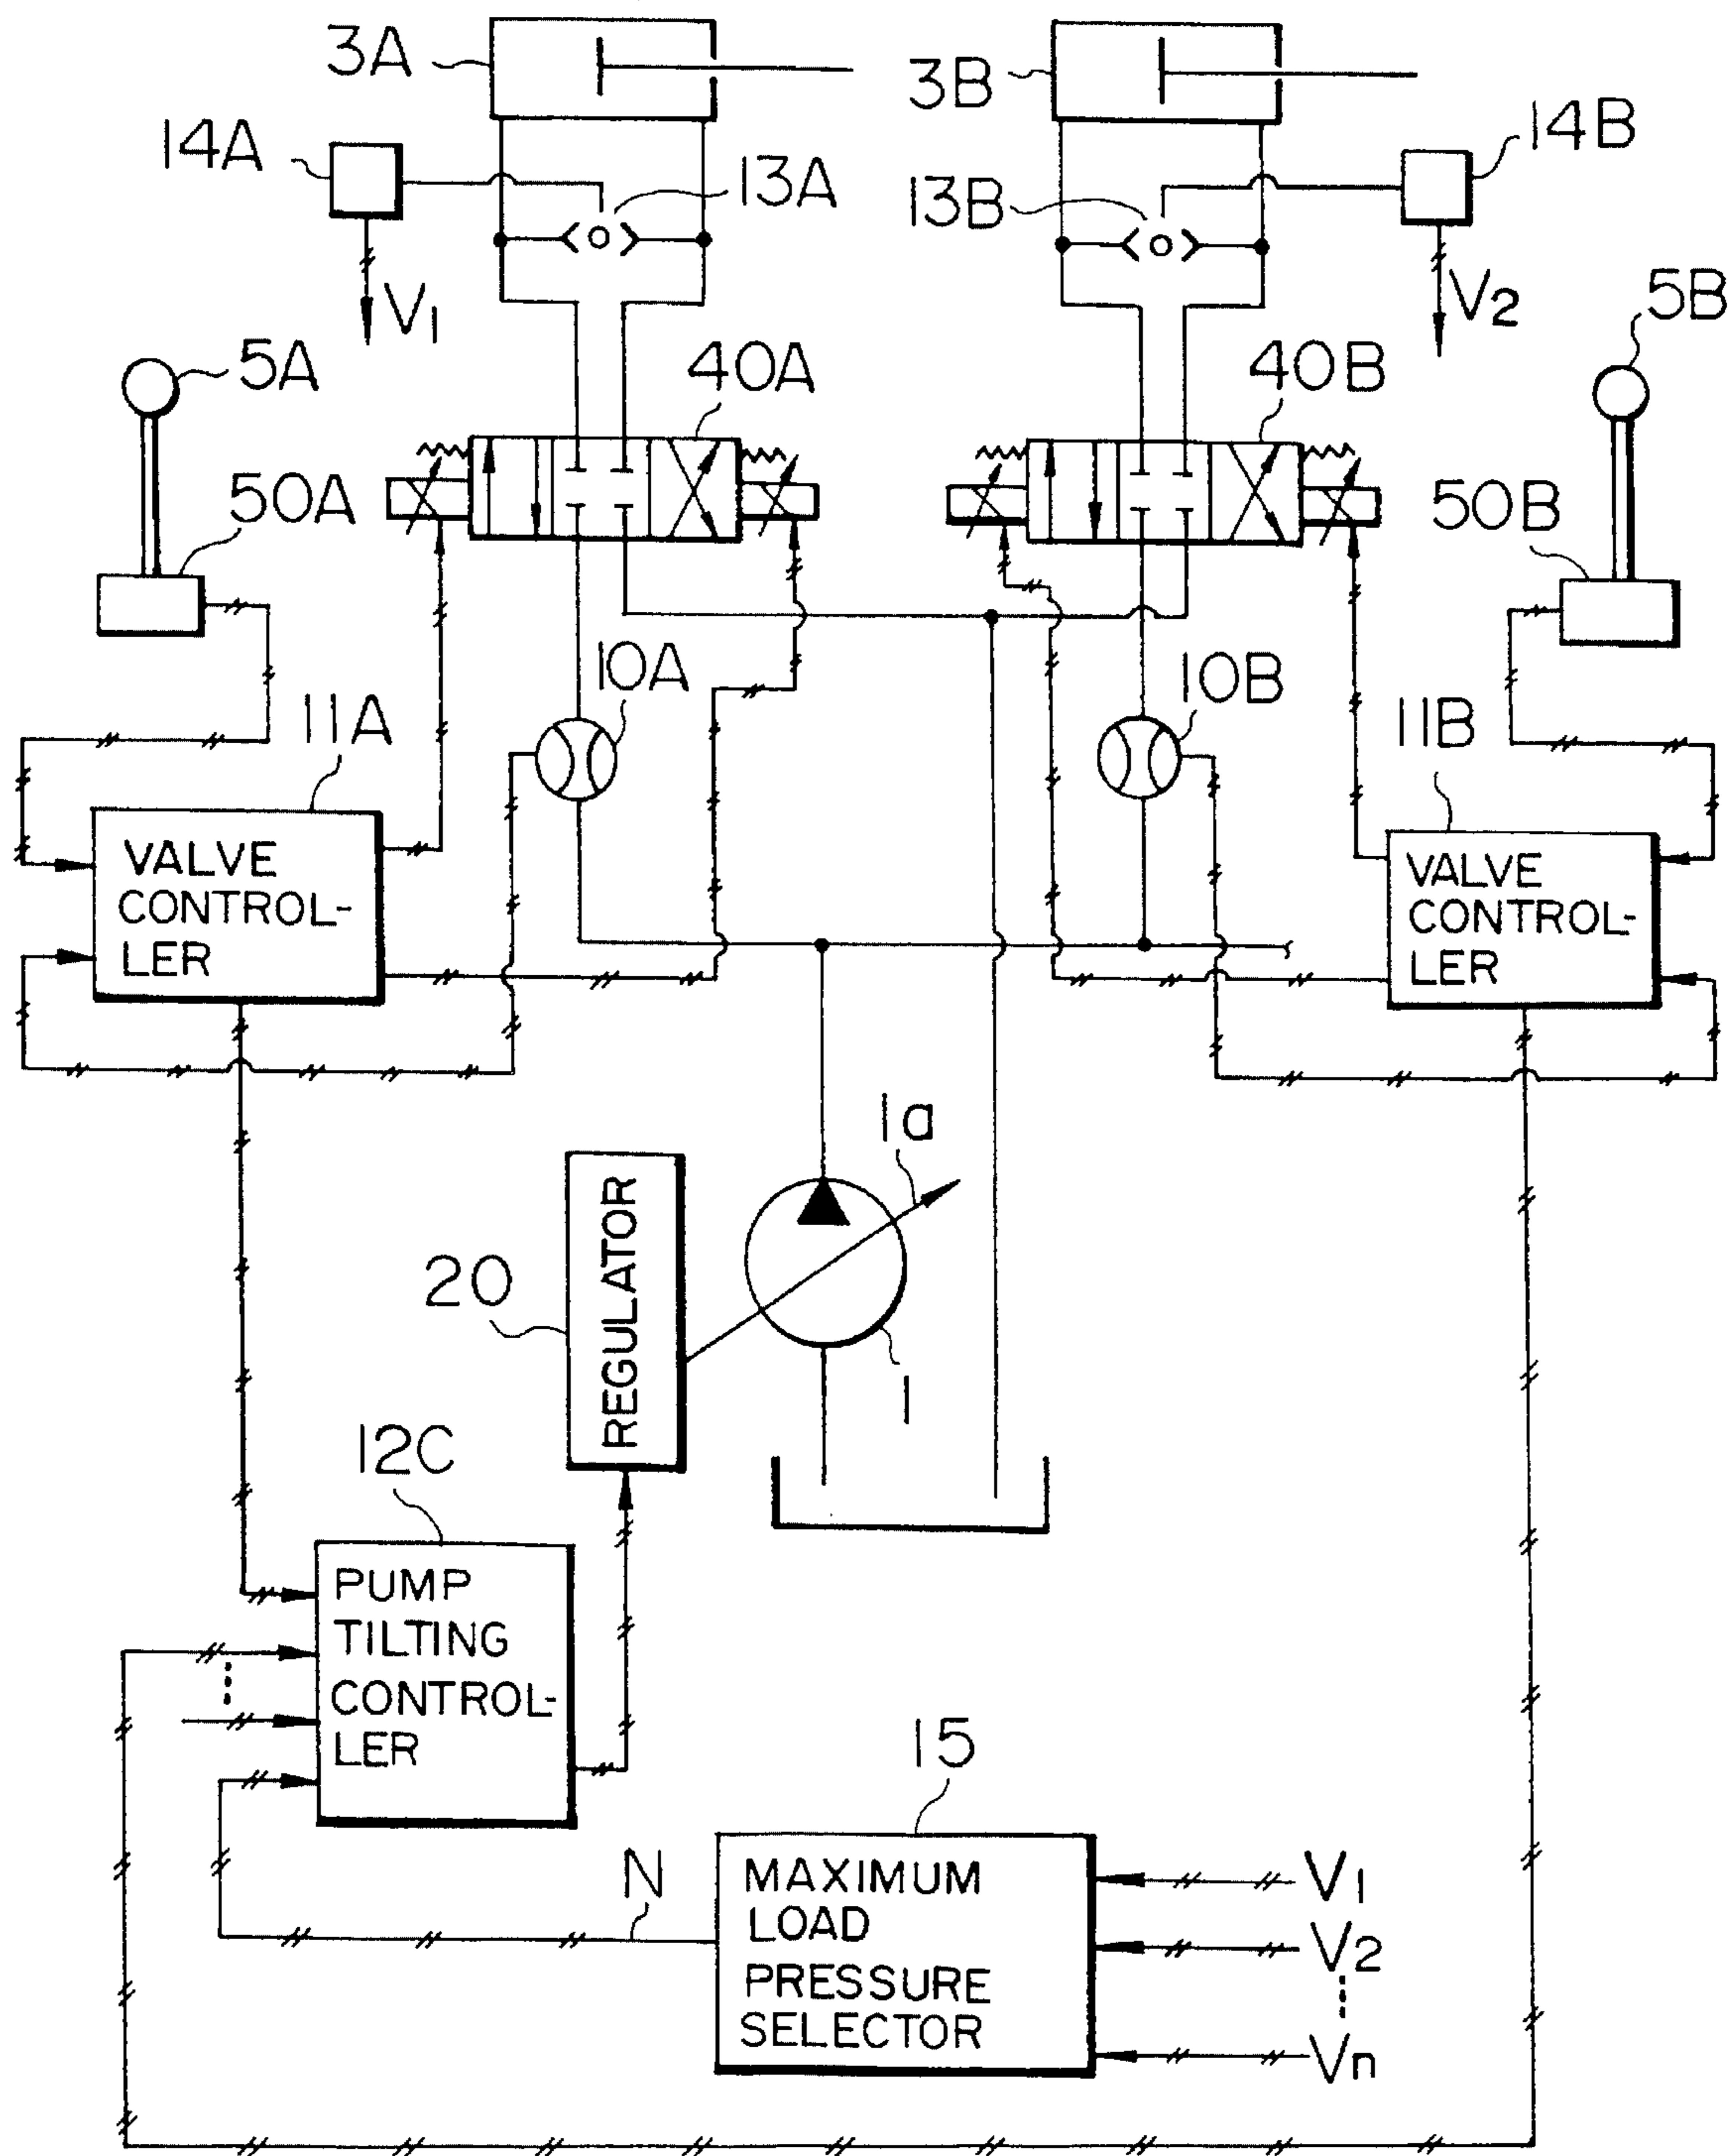 3A
3B
14A
14B
13A
13B
V1
V2
5A
5B
40A
40B
50A
50B
10A
10B
11A
11B
VALVE
CONTROL-
LER
VALVE
CONTROL-
LER
1a
REGULATOR
20
1
12C
PUMP
TILTING
CONTROL-
LER
15
N
MAXIMUM
LOAD
PRESSURE
SELECTOR
V1
V2
Vn